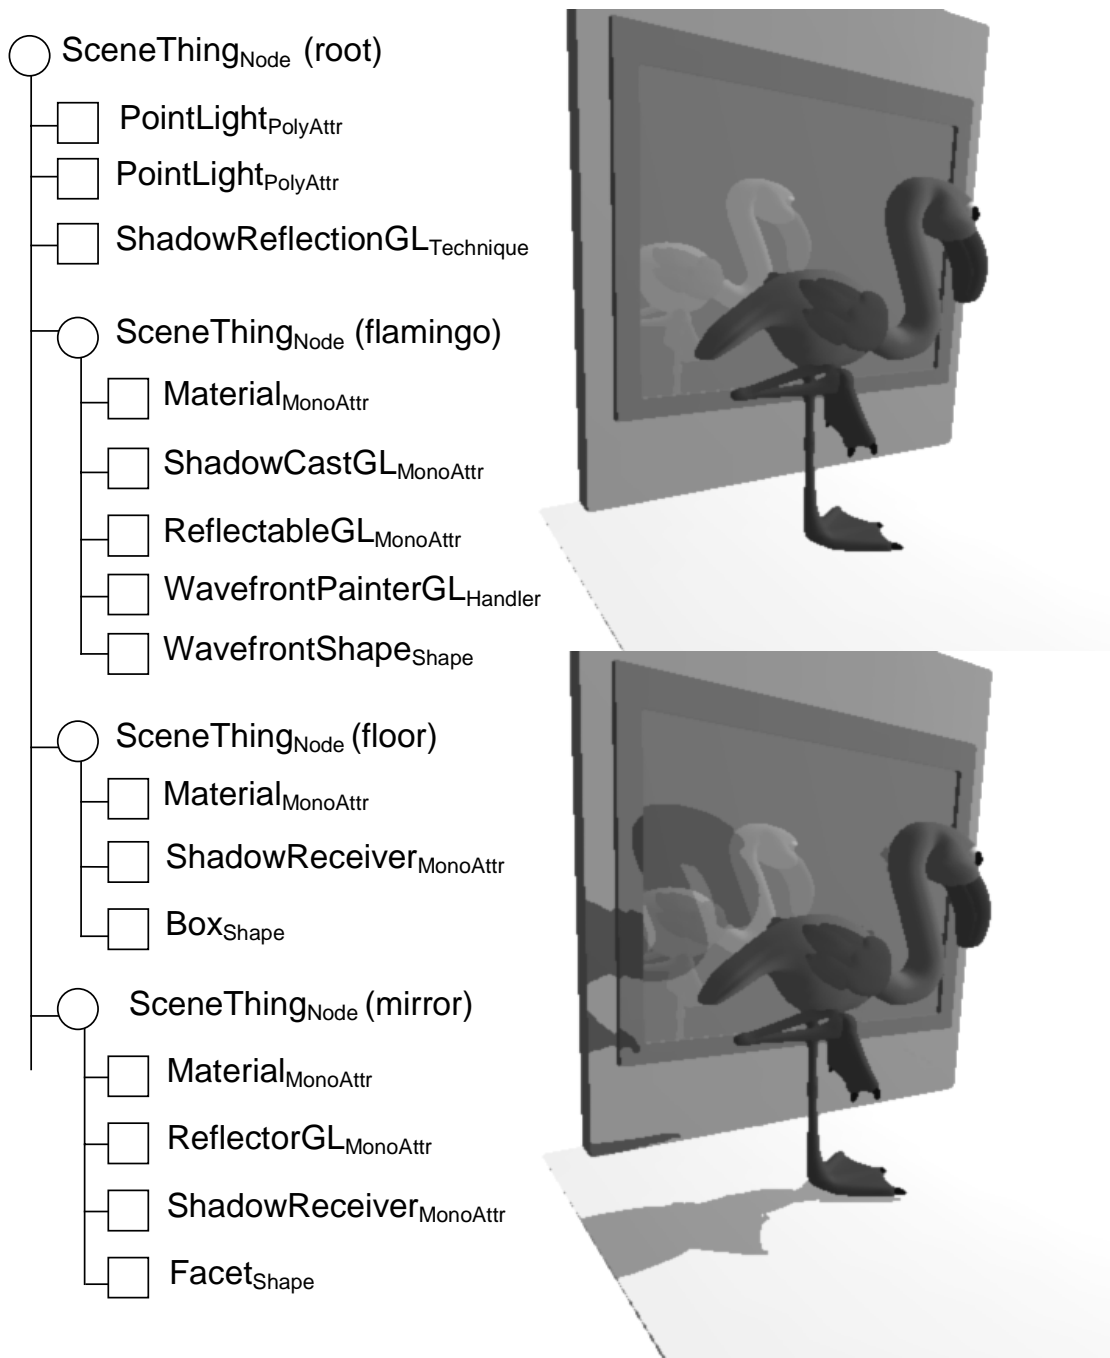 SceneThingNode (root)
PointLightPolyAttr
PointLightPolyAttr
ShadowReflectionGLTechnique
SceneThingNode (flamingo)
MaterialMonoAttr
ShadowCastGLMonoAttr
ReflectableGLMonoAttr
WavefrontPainterGLHandler
WavefrontShapeShape
SceneThingNode (floor)
MaterialMonoAttr
ShadowReceiverMonoAttr
BoxShape
SceneThingNode (mirror)
MaterialMonoAttr
ReflectorGLMonoAttr
ShadowReceiverMonoAttr
FacetShape